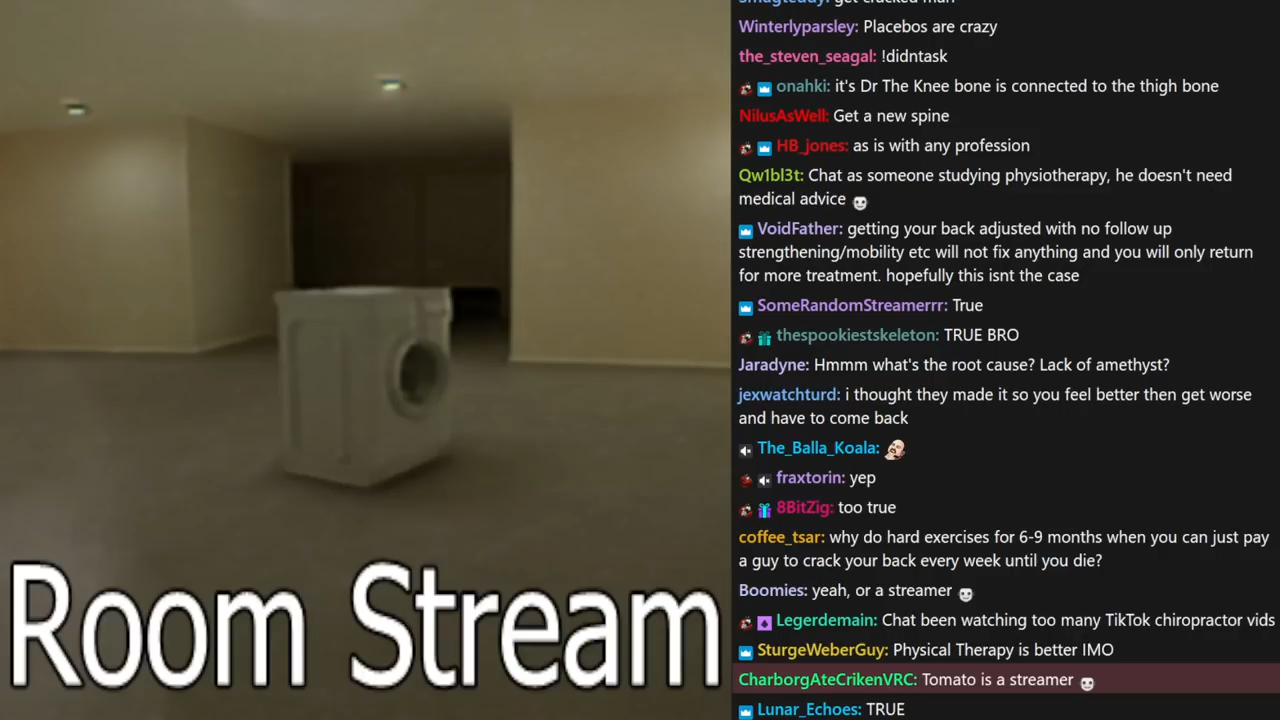 Smugteddy: get cracked man
Winterlyparsley: Placebos are crazy
the_steven_seagal: !didntask
onahki: it's Dr The Knee bone is connected to the thigh bone
NilusAsWell: Get a new spine
HB_jones: as is with any profession
Qw1bl3t: Chat as someone studying physiotherapy, he doesn't need
medical advice
VoidFather: getting your back adjusted with no follow up
strengthening/mobility etc will not fix anything and you will only return
for more treatment. hopefully this isnt the case
SomeRandomStreamerrr: True
thespookiestskeleton: TRUE BRO
Jaradyne: Hmmm what's the root cause? Lack of amethyst?
jexwatchturd: i thought they made it so you feel better then get worse
and have to come back
The_Balla_Koala:
fraxtorin: yep
8BitZig: too true
coffee_tsar: why do hard exercises for 6-9 months when you can just pay
a guy to crack your back every week until you die?
Boomies: yeah, or a streamer
Legerdemain: Chat been watching too many TikTok chiropractor vids
SturgeWeberGuy: Physical Therapy is better IMO
CharborgAteCrikenVRC: Tomato is a streamer
Lunar_Echoes: TRUE
Room Stream